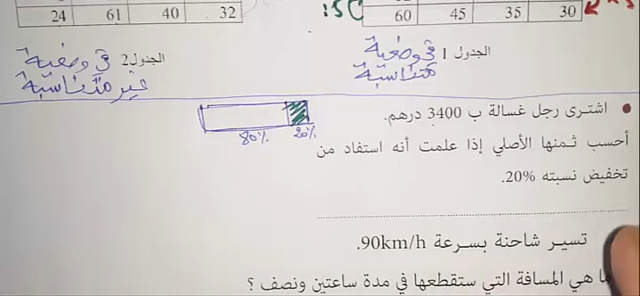 30 35 45 60
32 40 61 24
الجدول 1 في وضعية
متناسبة
الجدول2 في وضعية
غير متناسبة
80% 20%
● اشترى رجل غسالة ب 3400 درهم.
أحسب ثمنها الأصلي إذا علمت أنه استفاد من
تخفيض نسبته 20%.
تسير شاحنة بسرعة 90km/h.
ما هي المسافة التي ستقطعها في مدة ساعتين ونصف ؟